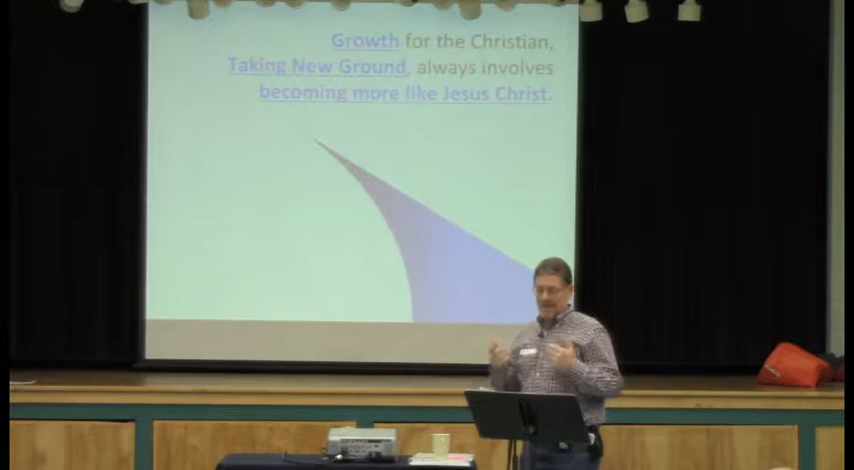 Growth for the Christian,
Taking New Ground, always involves
becoming more like Jesus Christ.